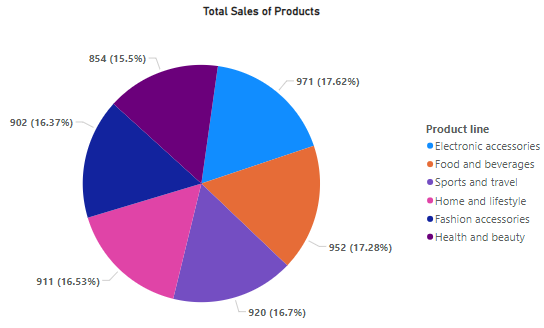 Total Sales of Products
854 (15.5%)
971 (17.62%)
902 (16.37%)
952 (17.28%)
911 (16.53%)
920 (16.7%)
Product line
Electronic accessories
Food and beverages
Sports and travel
Home and lifestyle
Fashion accessories
Health and beauty